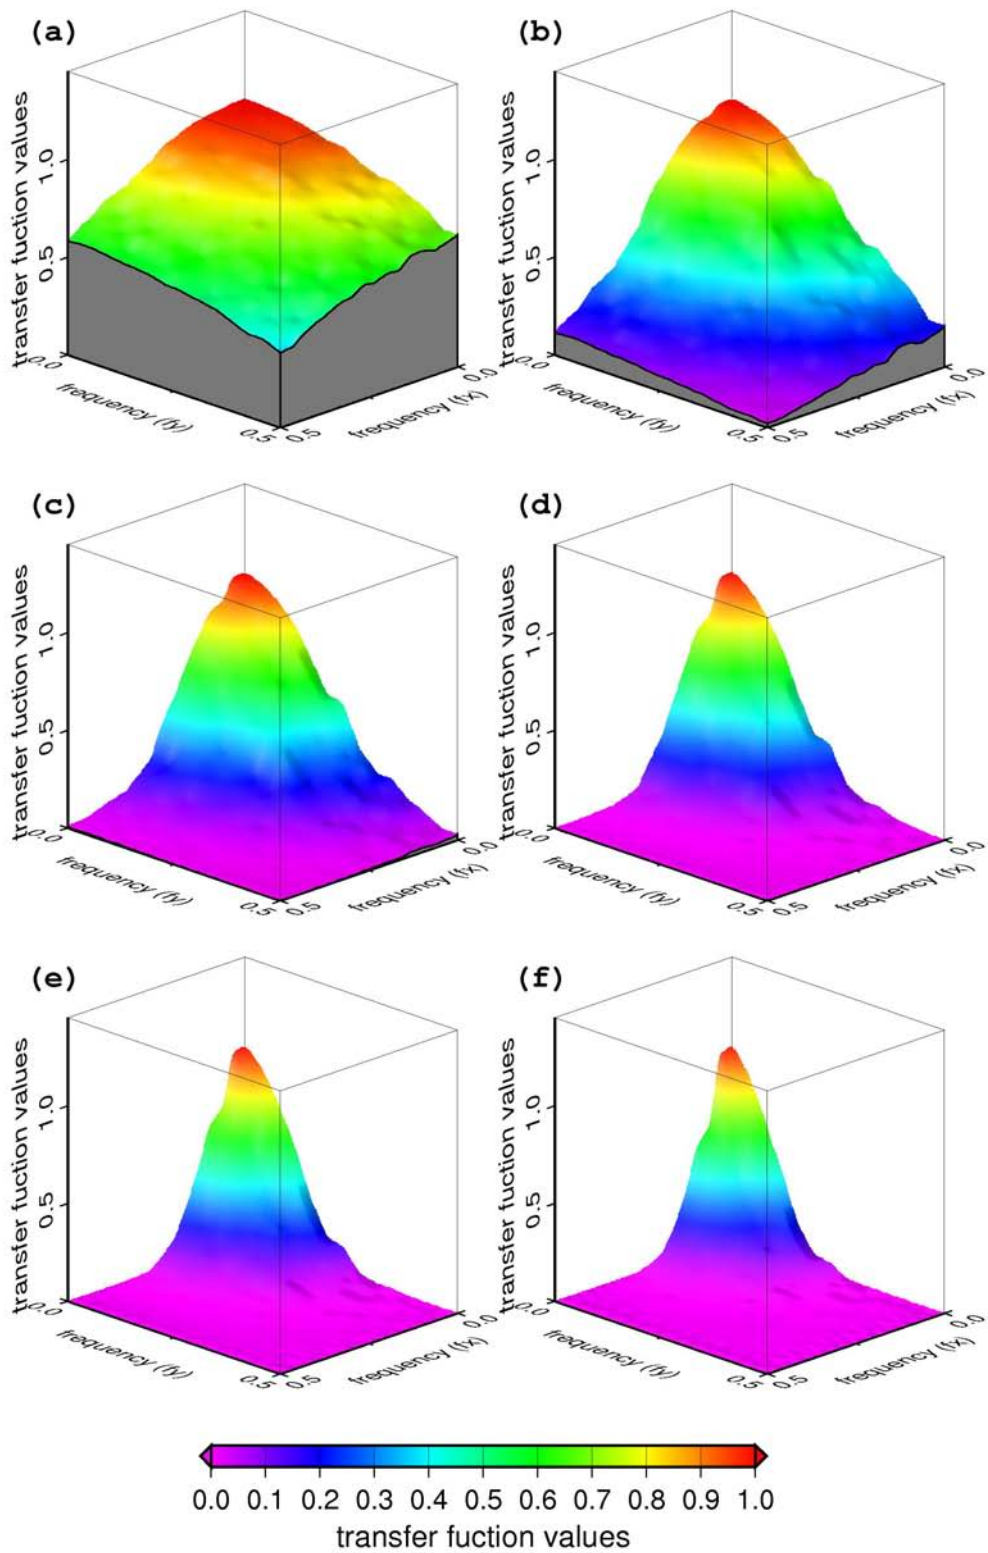 (a)
transfer fuction values
0.5
1.0
0.0
frequency (fy)
0.5
0.5
frequency (fx)
0.0
(b)
transfer fuction values
0.5
1.0
0.0
frequency (fy)
0.5
0.5
frequency (fx)
0.0
(c)
transfer fuction values
0.5
1.0
0.0
frequency (fy)
0.5
0.5
frequency (fx)
0.0
(d)
transfer fuction values
0.5
1.0
0.0
frequency (fy)
0.5
0.5
frequency (fx)
0.0
(e)
transfer fuction values
0.5
1.0
0.0
frequency (fy)
0.5
0.5
frequency (fx)
0.0
(f)
transfer fuction values
0.5
1.0
0.0
frequency (fy)
0.5
0.5
frequency (fx)
0.0
0.0 0.1 0.2 0.3 0.4 0.5 0.6 0.7 0.8 0.9 1.0
transfer fuction values